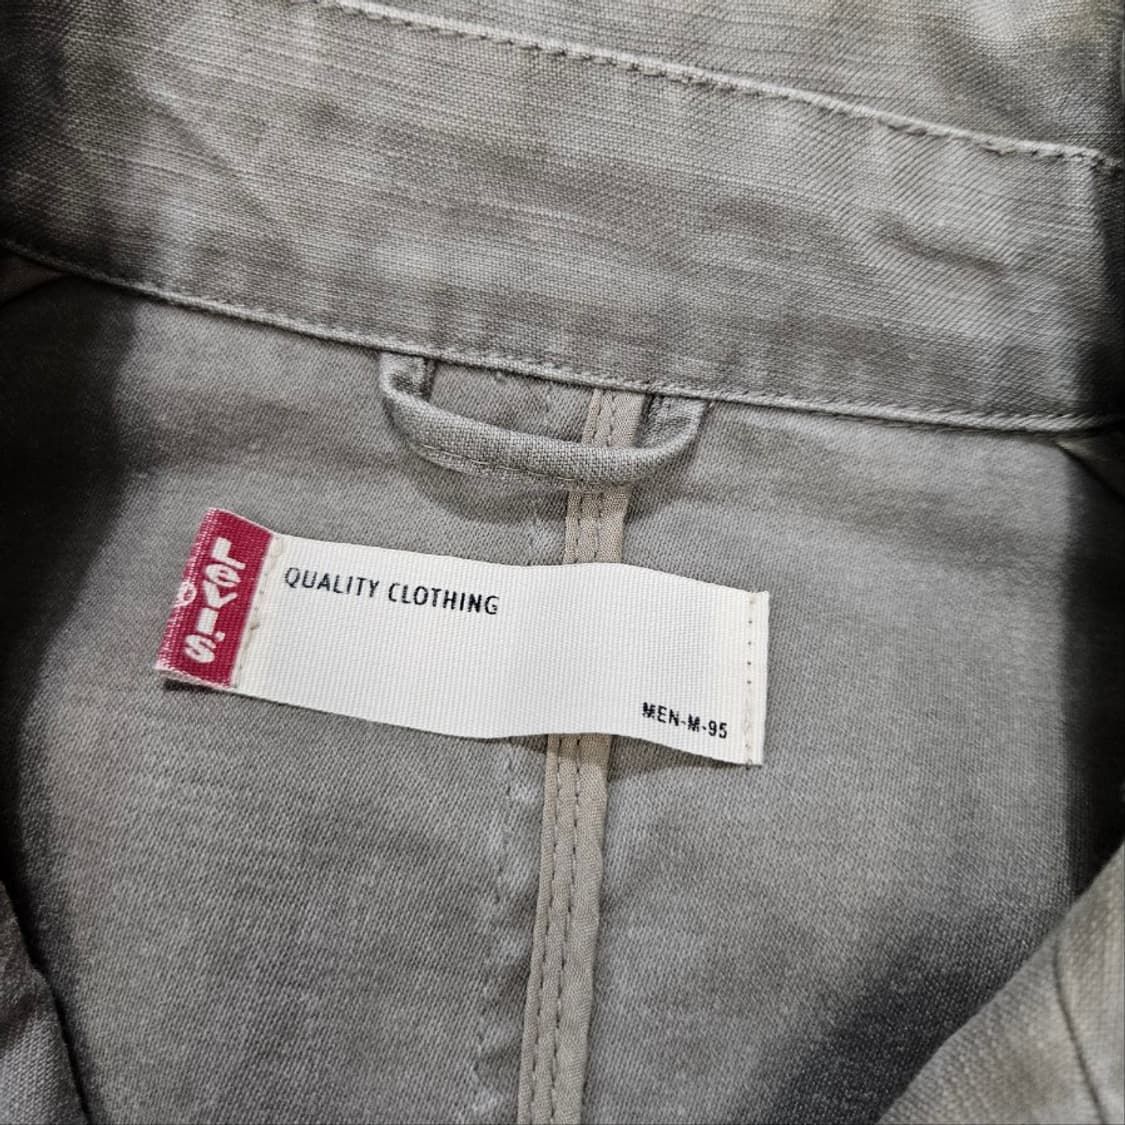 LEVI'S
®
QUALITY CLOTHING
MEN-M-95